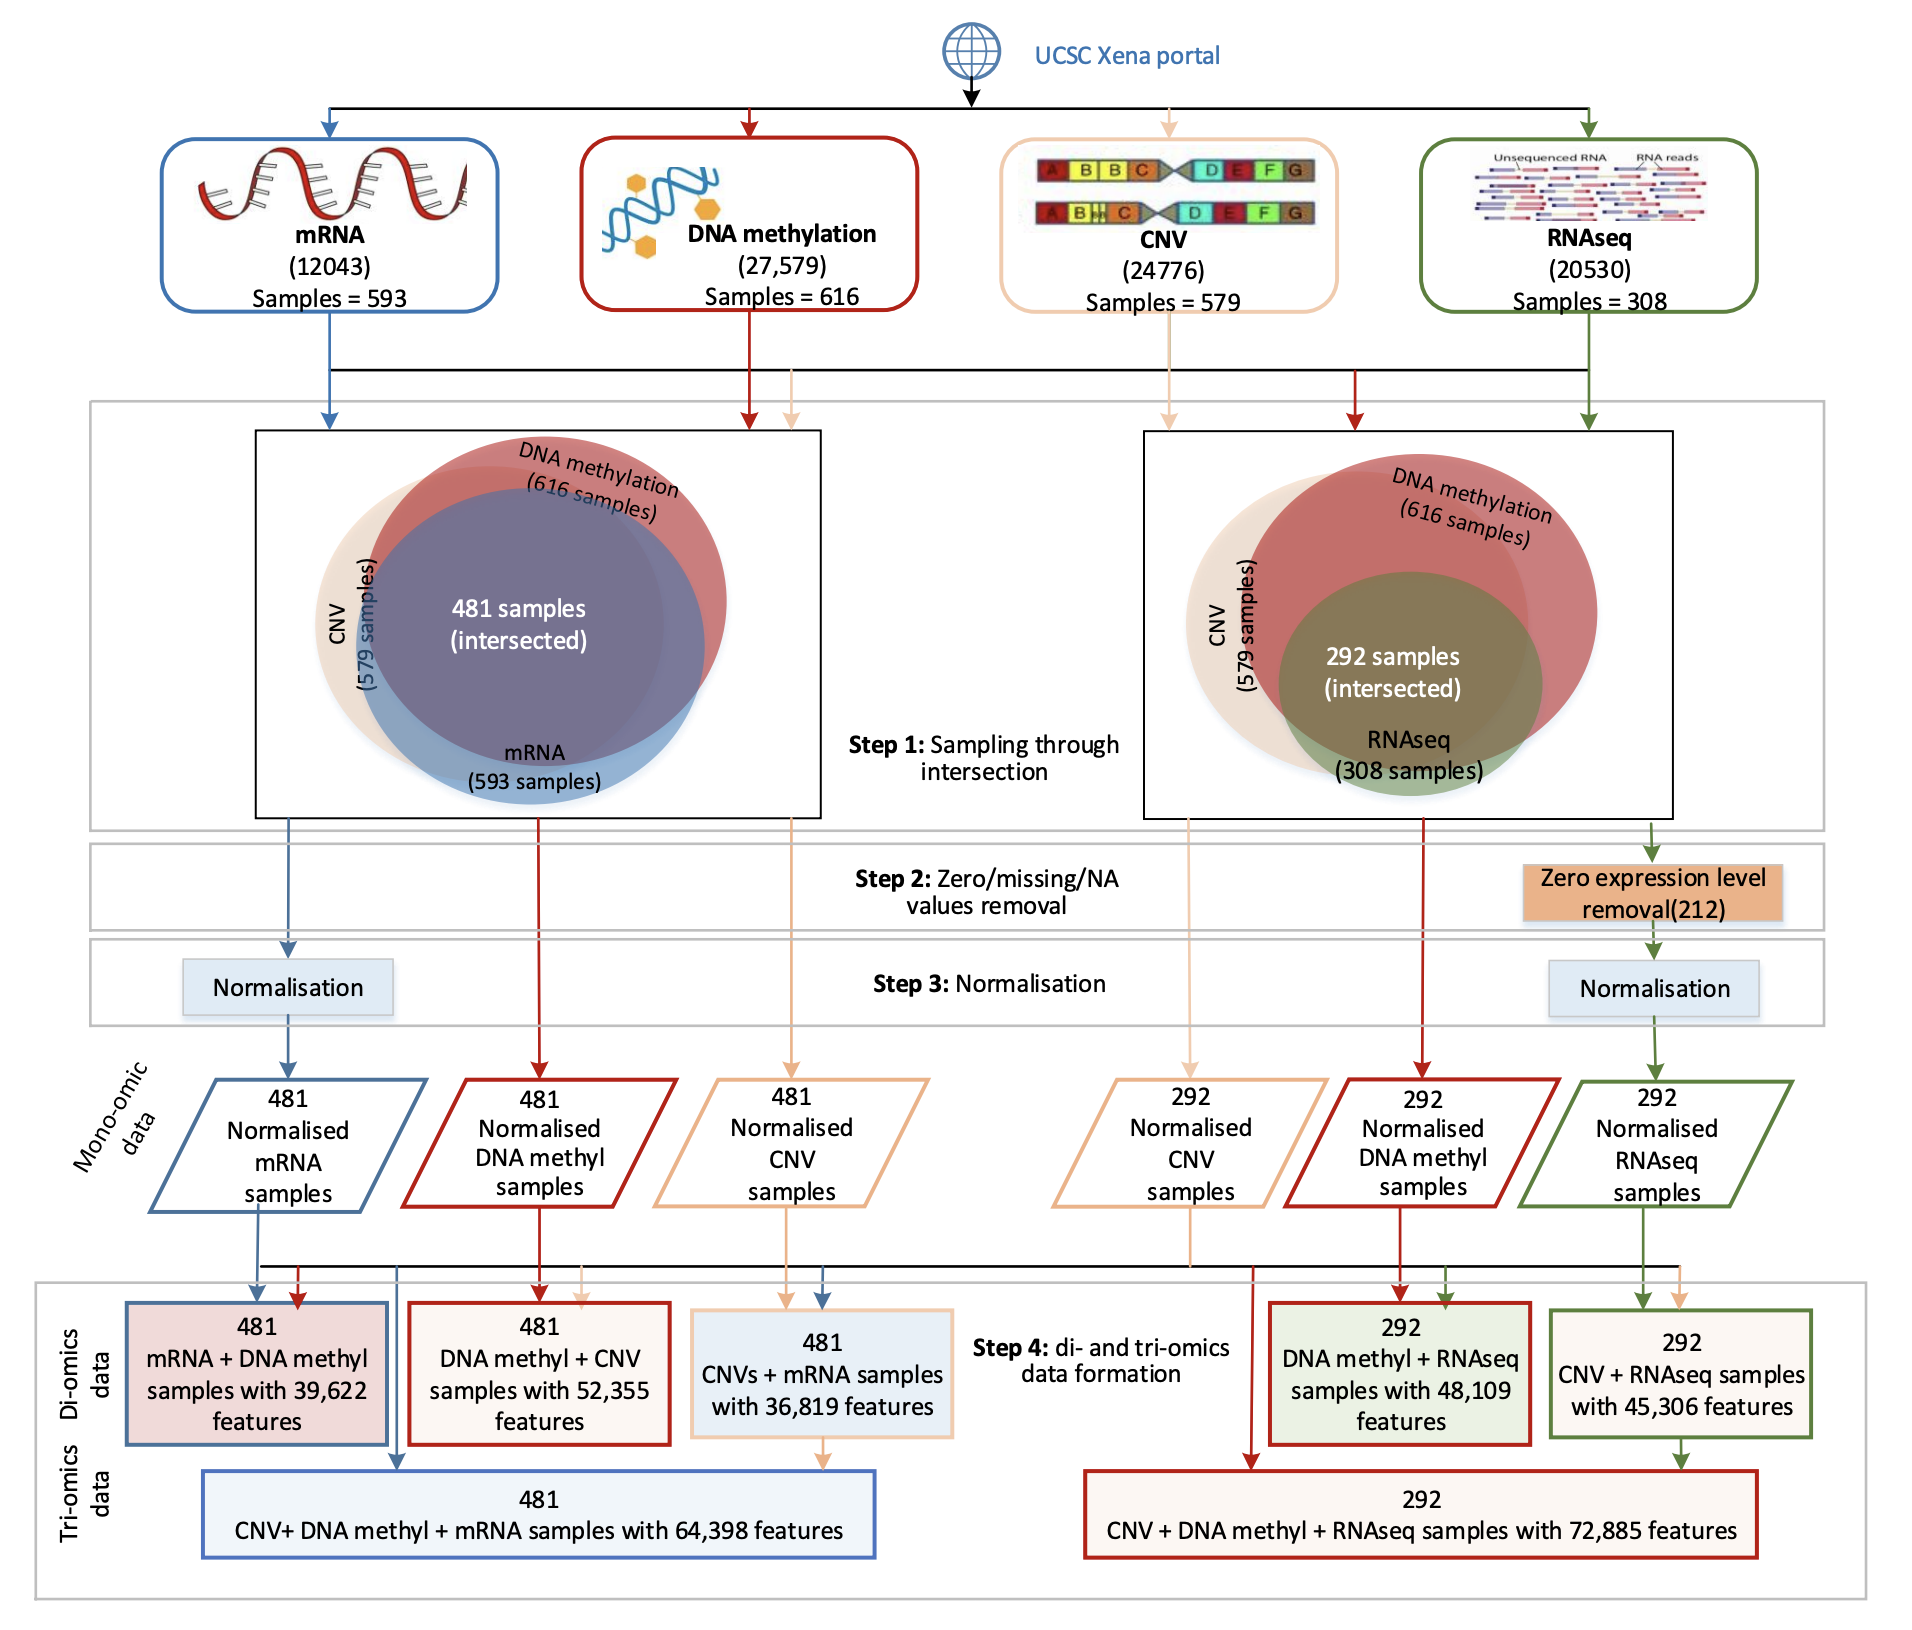 UCSC Xena portal
mRNA
(12043)
Samples = 593
DNA methylation
(27,579)
Samples = 616
A B B C D E F G
A B B B C D E F G
CNV
(24776)
Samples = 579
Unsequenced RNA RNA reads
RNAseq
(20530)
Samples = 308
DNA methylation
(616 samples)
CNV
(579 samples)
481 samples
(intersected)
mRNA
(593 samples)
Step 1: Sampling through
intersection
DNA methylation
(616 samples)
CNV
(579 samples)
292 samples
(intersected)
RNAseq
(308 samples)
Step 2: Zero/missing/NA
values removal
Zero expression level
removal(212)
Normalisation
Step 3: Normalisation
Normalisation
Mono-omic
data
481
Normalised
mRNA
samples
481
Normalised
DNA methyl
samples
481
Normalised
CNV
samples
292
Normalised
CNV
samples
292
Normalised
DNA methyl
samples
292
Normalised
RNAseq
samples
Di-omics
data
481
mRNA + DNA methyl
samples with 39,622
features
481
DNA methyl + CNV
samples with 52,355
features
481
CNVs + mRNA samples
with 36,819 features
Step 4: di- and tri-omics
data formation
292
DNA methyl + RNAseq
samples with 48,109
features
292
CNV + RNAseq samples
with 45,306 features
Tri-omics
data
481
CNV+ DNA methyl + mRNA samples with 64,398 features
292
CNV + DNA methyl + RNAseq samples with 72,885 features